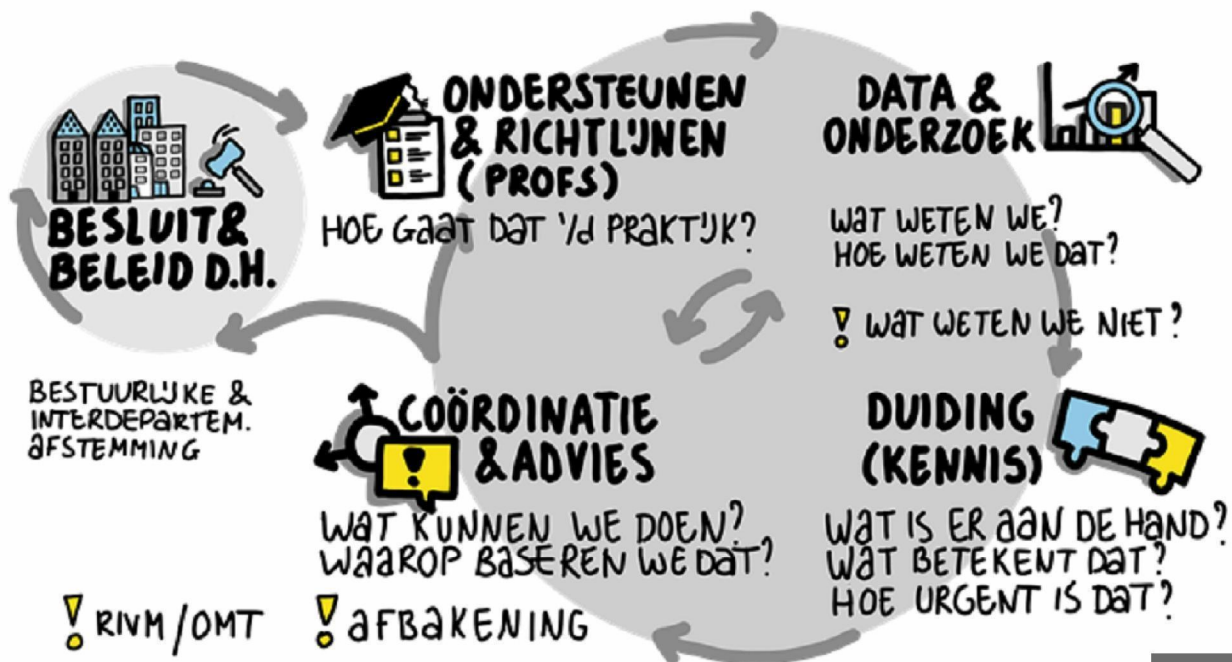 BESLUIT &
BELEID D.H.
BESTUURLIJKE &
INTERDEPARTEM.
AFSTEMMING
ONDERSTEUNEN
& RICHTLIJNEN
(PROFS)
HOE GAAT DAT '/d PRAKTIJK?
DATA &
ONDERZOEK
WAT WETEN WE?
HOE WETEN WE DAT?
! WAT WETEN WE NIET?
COÖRDINATIE
& ADVIES
WAT KUNNEN WE DOEN?
WAAROP BASEREN WE DAT?
DUIDING
(KENNIS)
WAT IS ER AAN DE HAND?
WAT BETEKENT DAT?
HOE URGENT IS DAT?
! RIVM/OMT
! AFBAKENING